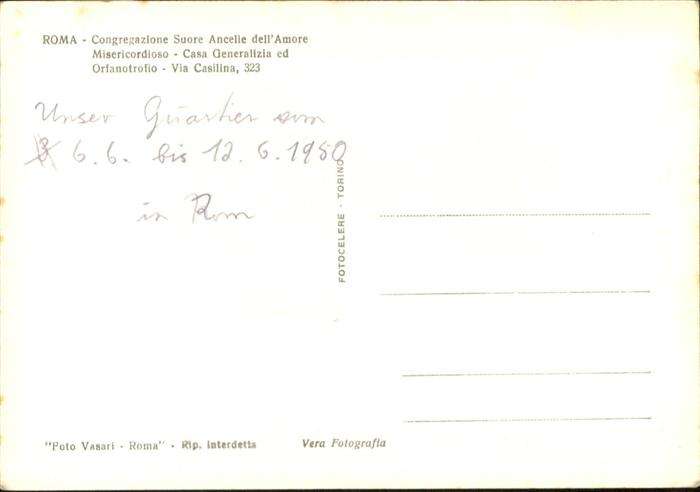 ROMA - Congregazione Suore Ancelle dell'Amore
Misericordioso - Casa Generalizia ed
Orfanotrofio - Via Casilina, 323
Unser Quartier vom
6.6. bis 12.6.1950
in Rom
FOTOCELERE - TORINO
"Foto Vasari - Roma" - Rip. interdetta
Vera Fotografia